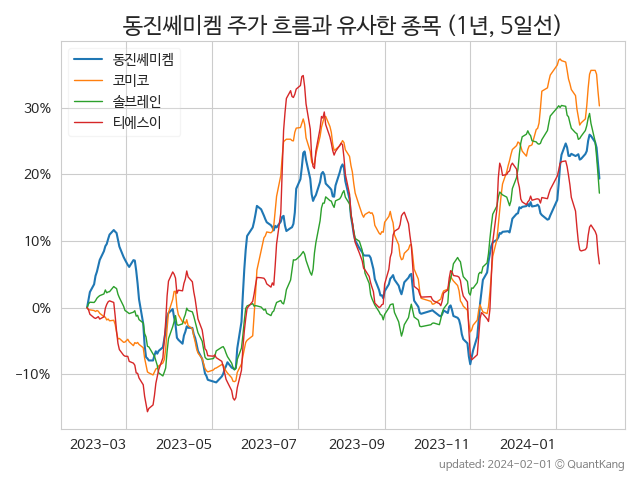 동진쎄미켐 주가 흐름과 유사한 종목 (1년, 5일선)
동진쎄미켐
코미코
솔브레인
티에스이
30%
20%
10%
0%
−10%
2023-03 2023-05 2023-07 2023-09 2023-11 2024-01
updated: 2024-02-01 © QuantKang